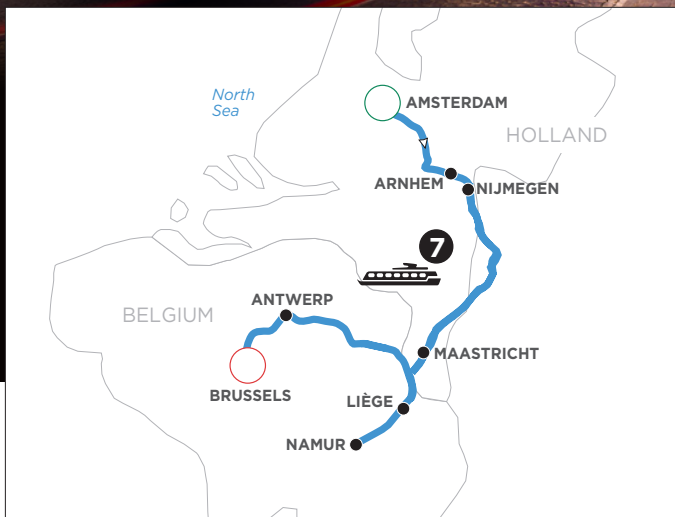 North
Sea
AMSTERDAM
HOLLAND
ARNHEM
NIJMEGEN
7
ANTWERP
BELGIUM
MAASTRICHT
BRUSSELS
LIÈGE
NAMUR